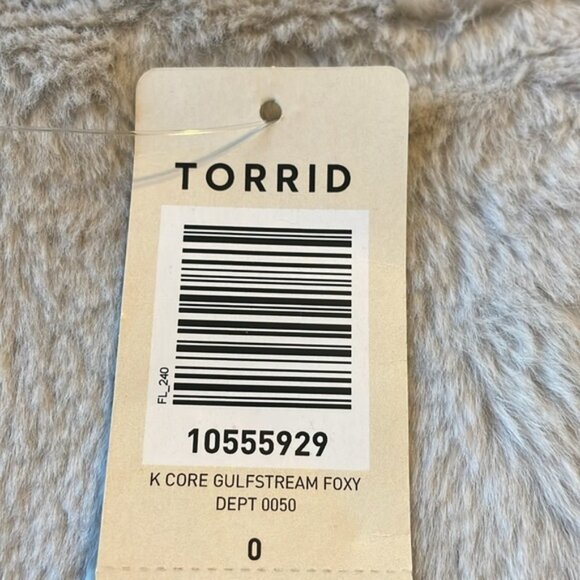 TORRID
FL_240
10555929
K CORE GULFSTREAM FOXY
DEPT 0050
0